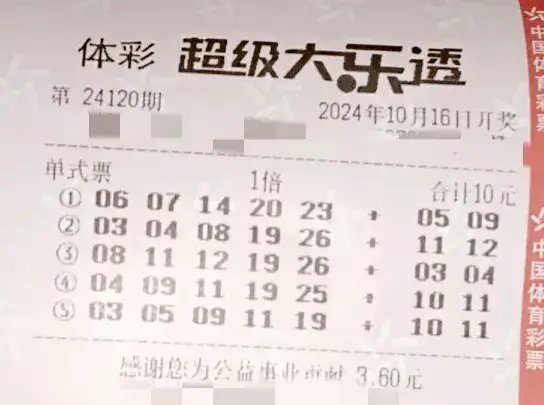 体彩 超级大乐透
第 24120期 2024年10月16日开奖
单式票 1倍 合计10元
① 06 07 14 20 23 + 05 09
② 03 04 08 19 26 + 11 12
③ 08 11 12 19 26 + 03 04
④ 04 09 11 19 25 + 10 11
⑤ 03 05 09 11 19 + 10 11
感谢您为公益事业贡献 3.60元
中国体育彩票
中国体育彩票